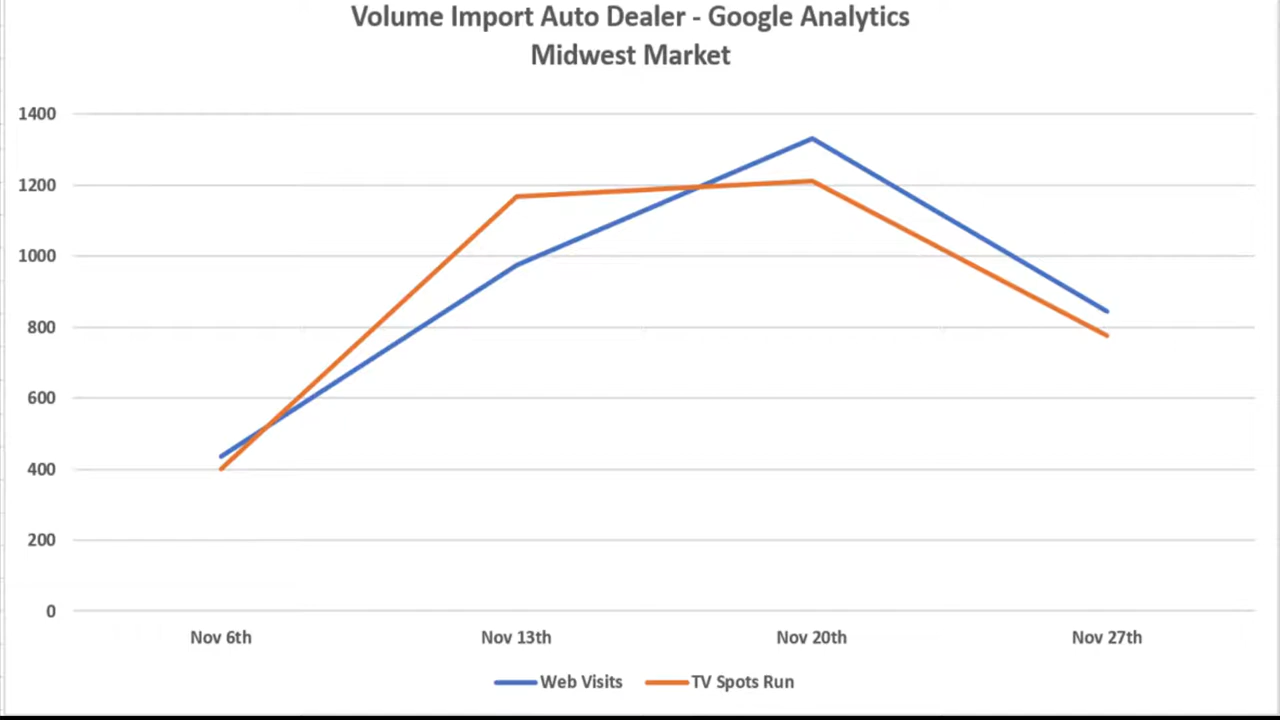 Volume Import Auto Dealer - Google Analytics
Midwest Market
1400
1200
1000
800
600
400
200
0
Nov 6th Nov 13th Nov 20th Nov 27th
Web Visits TV Spots Run